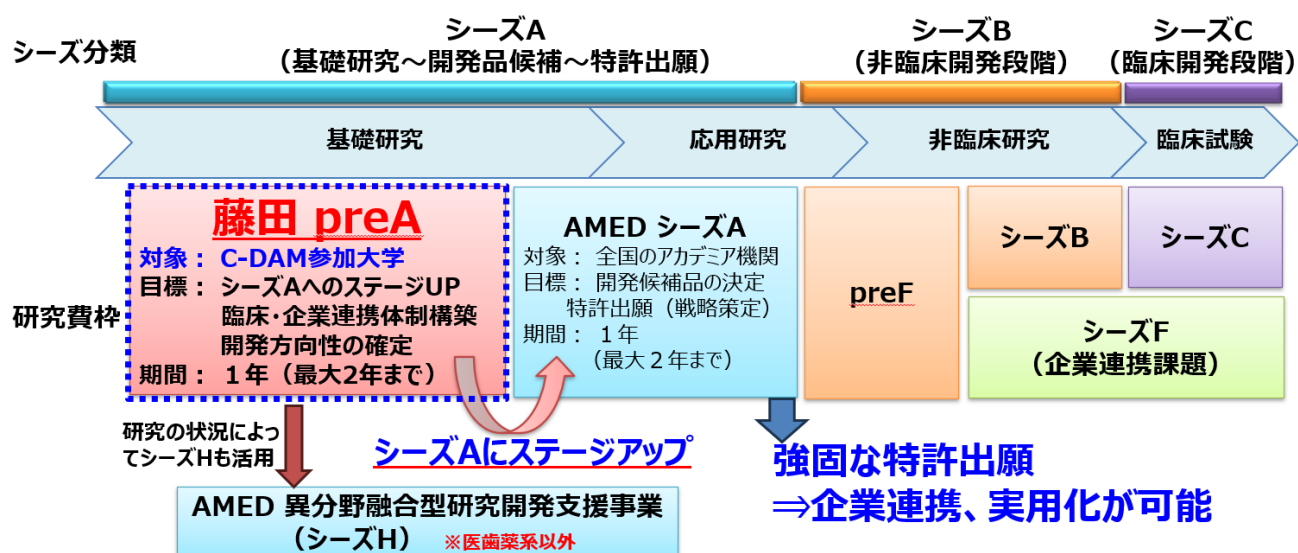 シーズ分類
シーズA
(基礎研究～開発品候補～特許出願)
シーズB
(非臨床開発段階)
シーズC
(臨床開発段階)
基礎研究
応用研究
非臨床研究
臨床試験
研究費枠
藤田 preA
対象： C-DAM参加大学
目標： シーズAへのステージUP
臨床・企業連携体制構築
開発方向性の確定
期間： １年（最大2年まで）
AMED シーズA
対象： 全国のアカデミア機関
目標： 開発候補品の決定
特許出願（戦略策定）
期間： １年
（最大２年まで）
preF
シーズB
シーズC
シーズF
(企業連携課題)
研究の状況によっ
てシーズHも活用
シーズAにステージアップ
強固な特許出願
⇒企業連携、実用化が可能
AMED 異分野融合型研究開発支援事業
（シーズH） ※医歯薬系以外